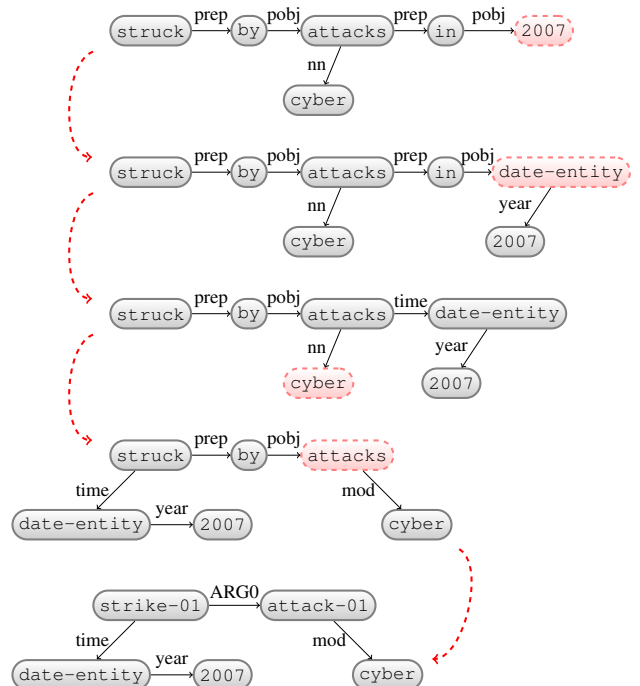 prep pobj prep pobj
struck by attacks in 2007
nn
cyber
prep pobj prep pobj
struck by attacks in date-entity
nn year
cyber 2007
prep pobj time
struck by attacks date-entity
nn year
cyber 2007
prep pobj
struck by attacks
time mod
year
date-entity 2007 cyber
ARG0
strike-01 attack-01
time mod
year
date-entity 2007 cyber